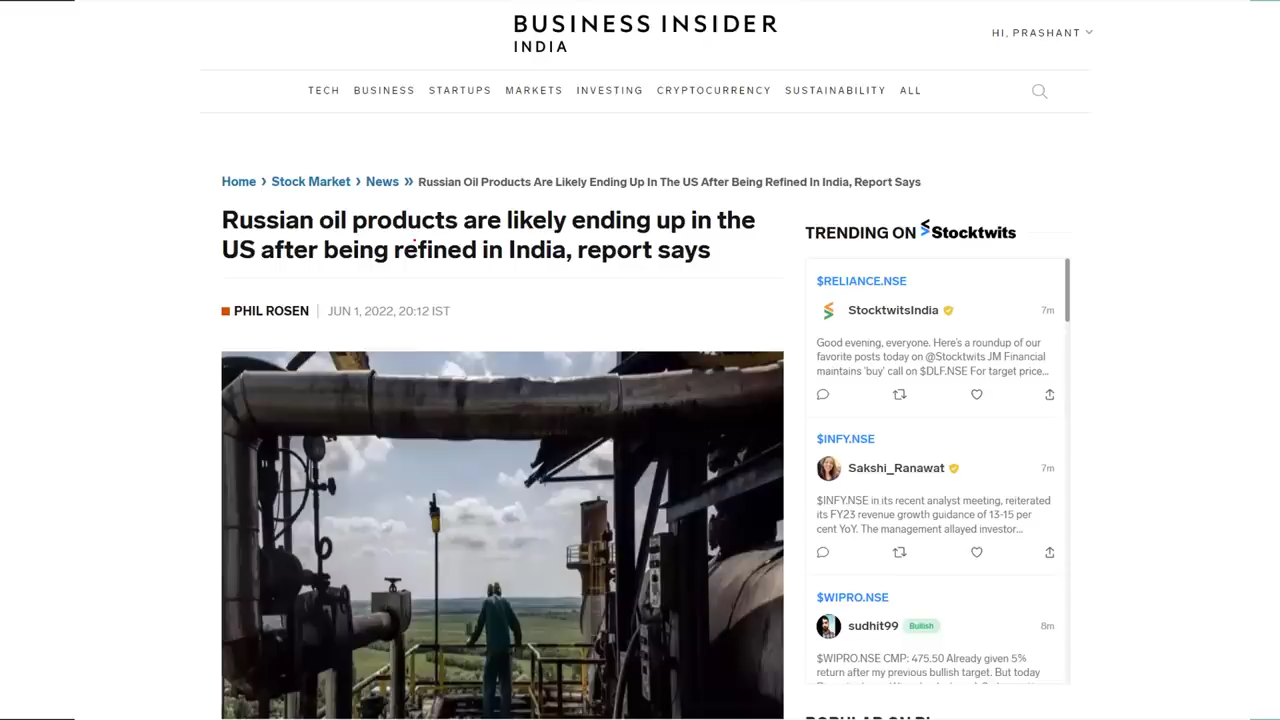 BUSINESS INSIDER
INDIA
HI, PRASHANT
TECH BUSINESS STARTUPS MARKETS INVESTING CRYPTOCURRENCY SUSTAINABILITY ALL
Home › Stock Market › News » Russian Oil Products Are Likely Ending Up In The US After Being Refined In India, Report Says
Russian oil products are likely ending up in the
US after being refined in India, report says
PHIL ROSEN | JUN 1, 2022, 20:12 IST
TRENDING ON Stocktwits
$RELIANCE.NSE
StocktwitsIndia 7m
Good evening, everyone. Here's a roundup of our
favorite posts today on @Stocktwits JM Financial
maintains 'buy' call on $DLF.NSE For target price...
$INFY.NSE
Sakshi_Ranawat 7m
$INFY.NSE in its recent analyst meeting, reiterated
its FY23 revenue growth guidance of 13-15 per
cent YoY. The management allayed investor...
$WIPRO.NSE
sudhit99 Bullish 8m
$WIPRO.NSE CMP: 475.50 Already given 5%
return after my previous bullish target. But today